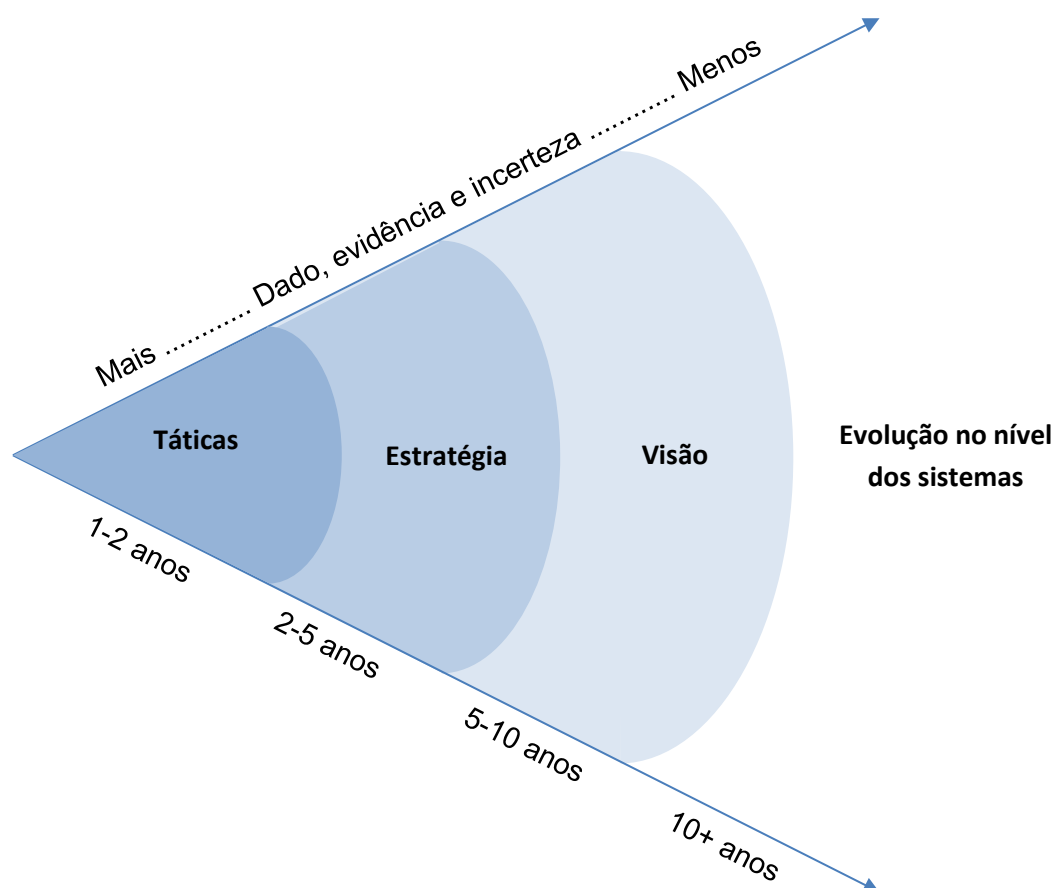 Mais ......... Dado, evidência e incerteza ......... Menos
Táticas
Estratégia
Visão
Evolução no nível
dos sistemas
1-2 anos
2-5 anos
5-10 anos
10+ anos